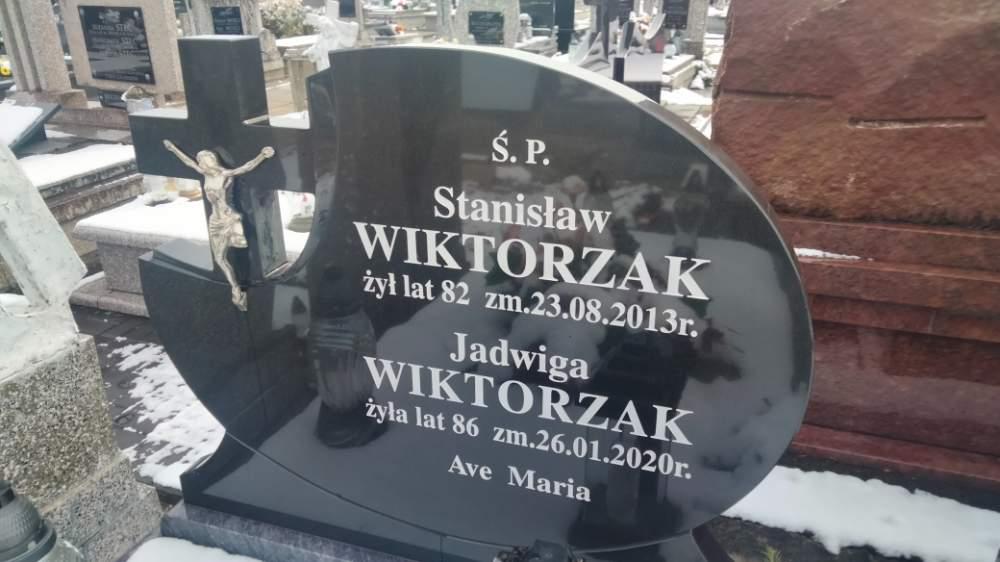 Ś. P.
Stanisław
WIKTORZAK
żył lat 82 zm.23.08.2013r.
Jadwiga
WIKTORZAK
żyła lat 86 zm.26.01.2020r.
Ave Maria